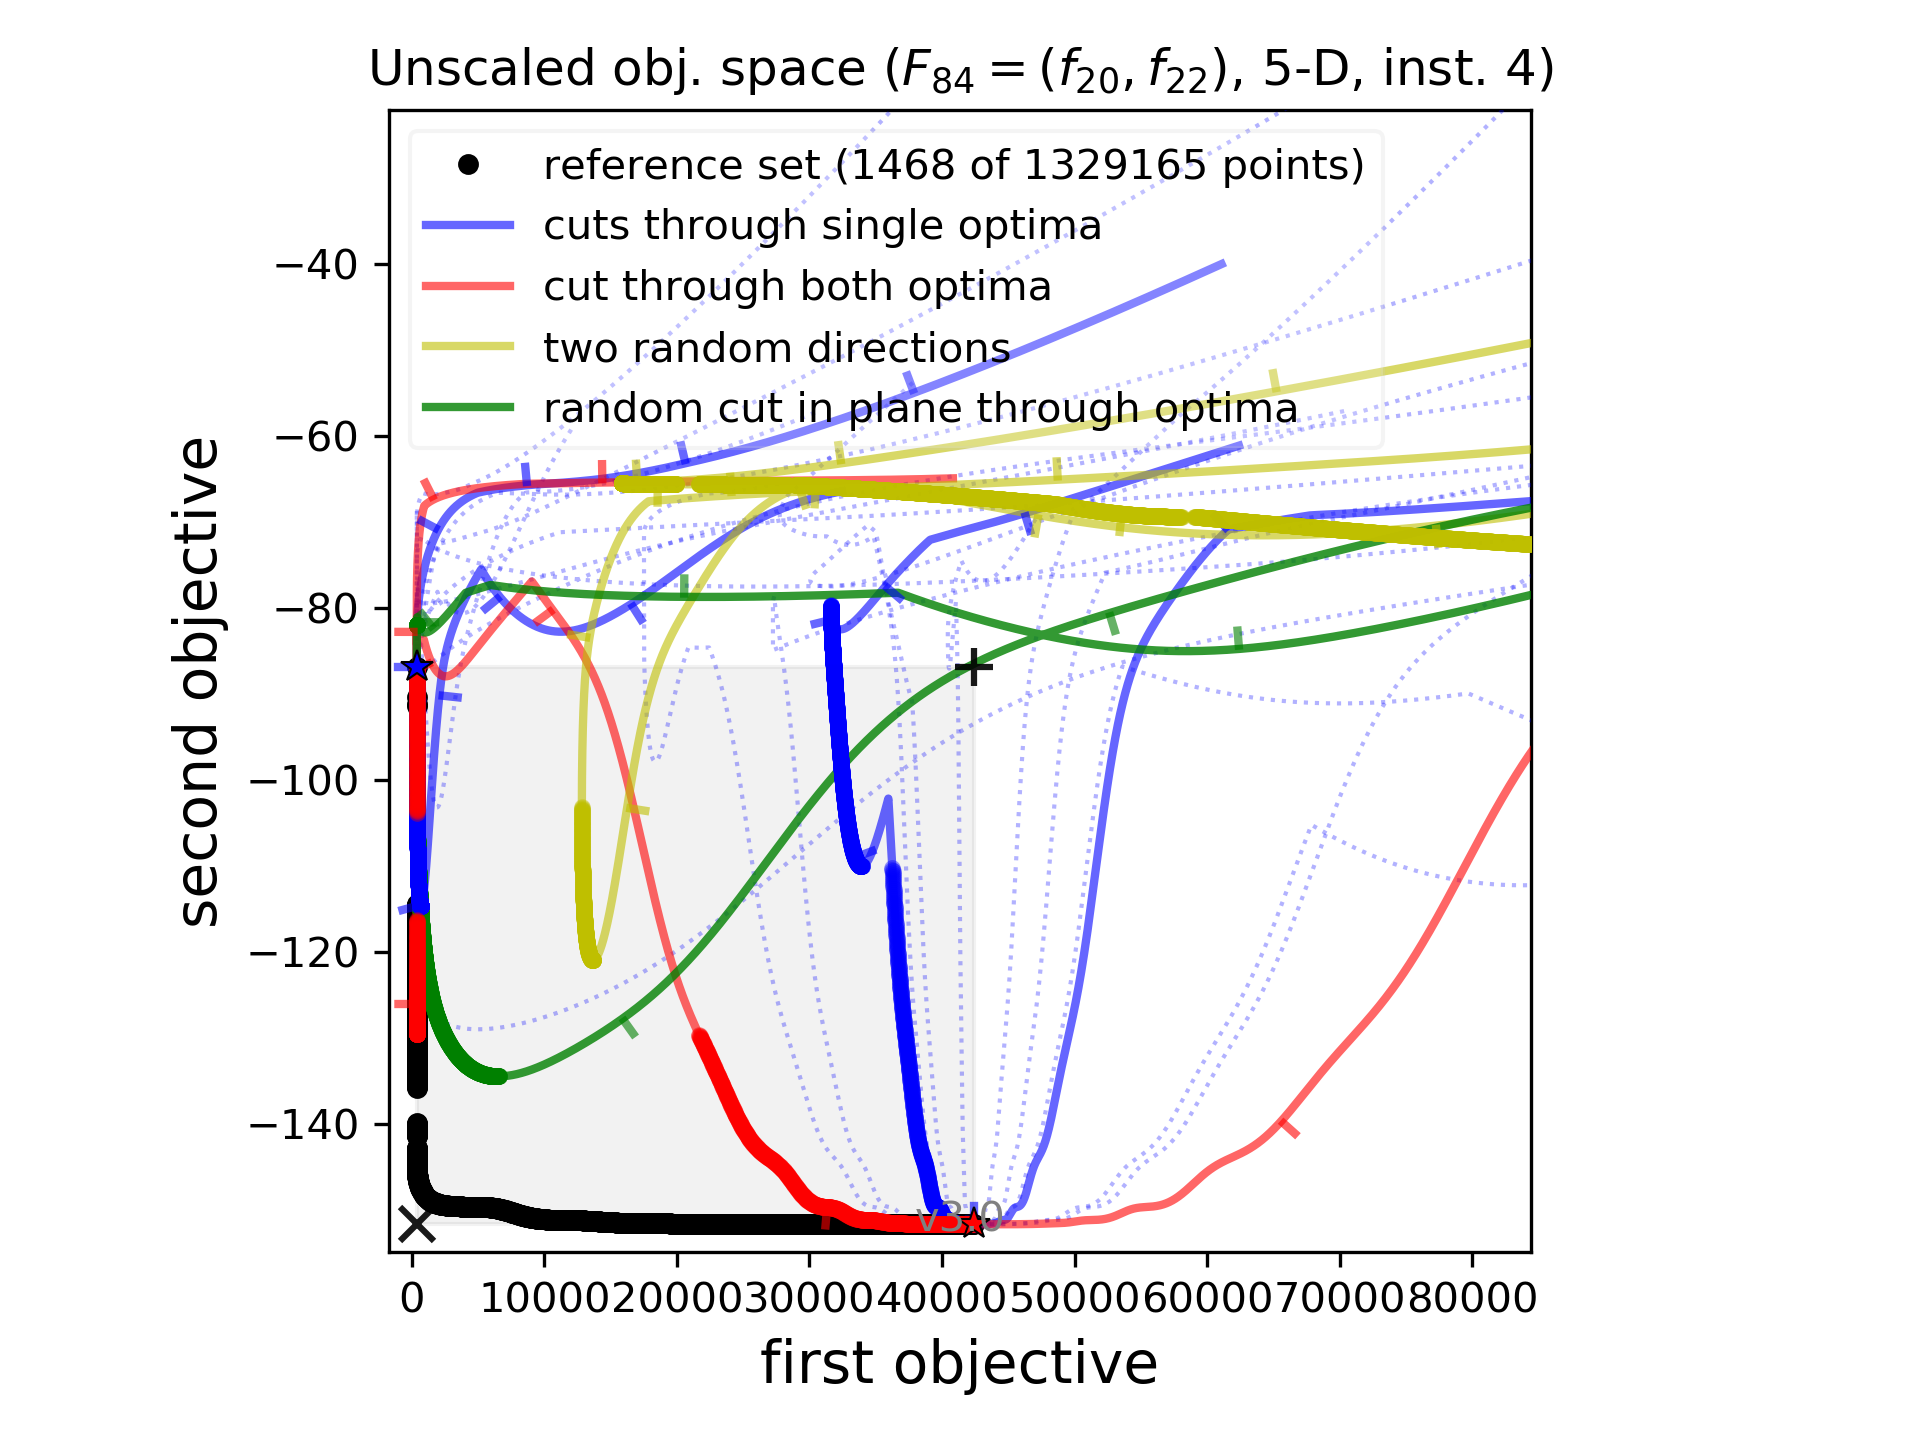 Unscaled obj. space (F84 = (f20, f22), 5-D, inst. 4)
reference set (1468 of 1329165 points)
cuts through single optima
cut through both optima
two random directions
random cut in plane through optima
second objective
−40
−60
−80
−100
−120
−140
v3.0
0 10000 20000 30000 40000 50000 60000 70000 80000
first objective